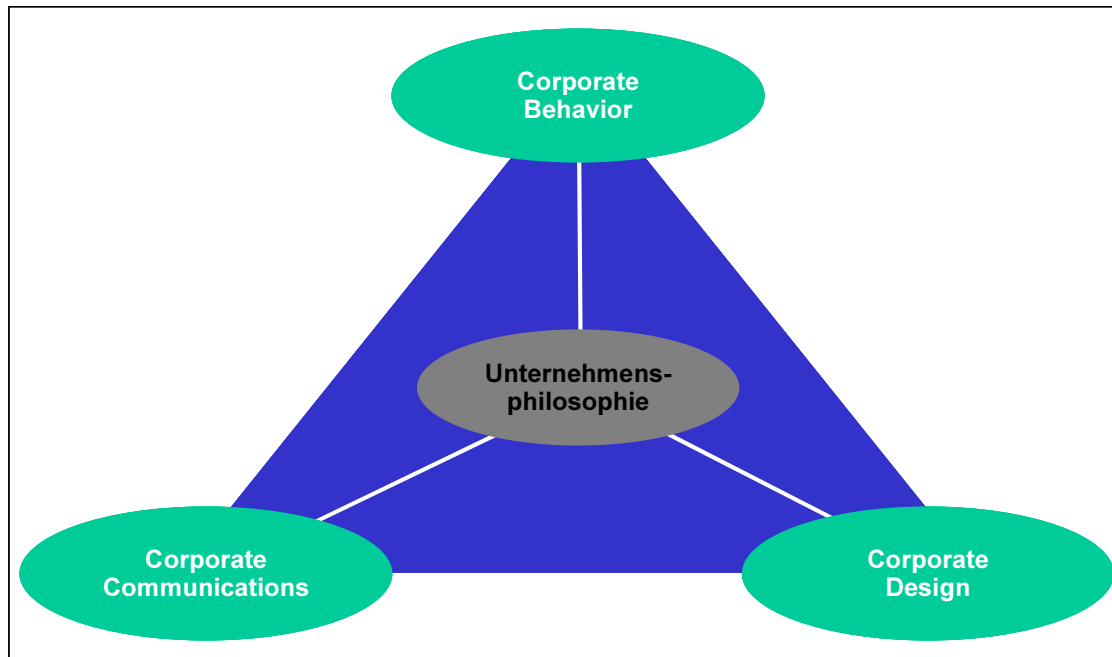 Corporate
Behavior
Unternehmens-
philosophie
Corporate
Communications
Corporate
Design